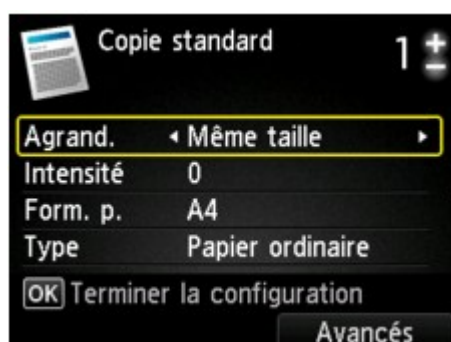 Copie standard
1 +
−
Agrand. Même taille
Intensité 0
Form. p. A4
Type Papier ordinaire
OK Terminer la configuration
Avancés